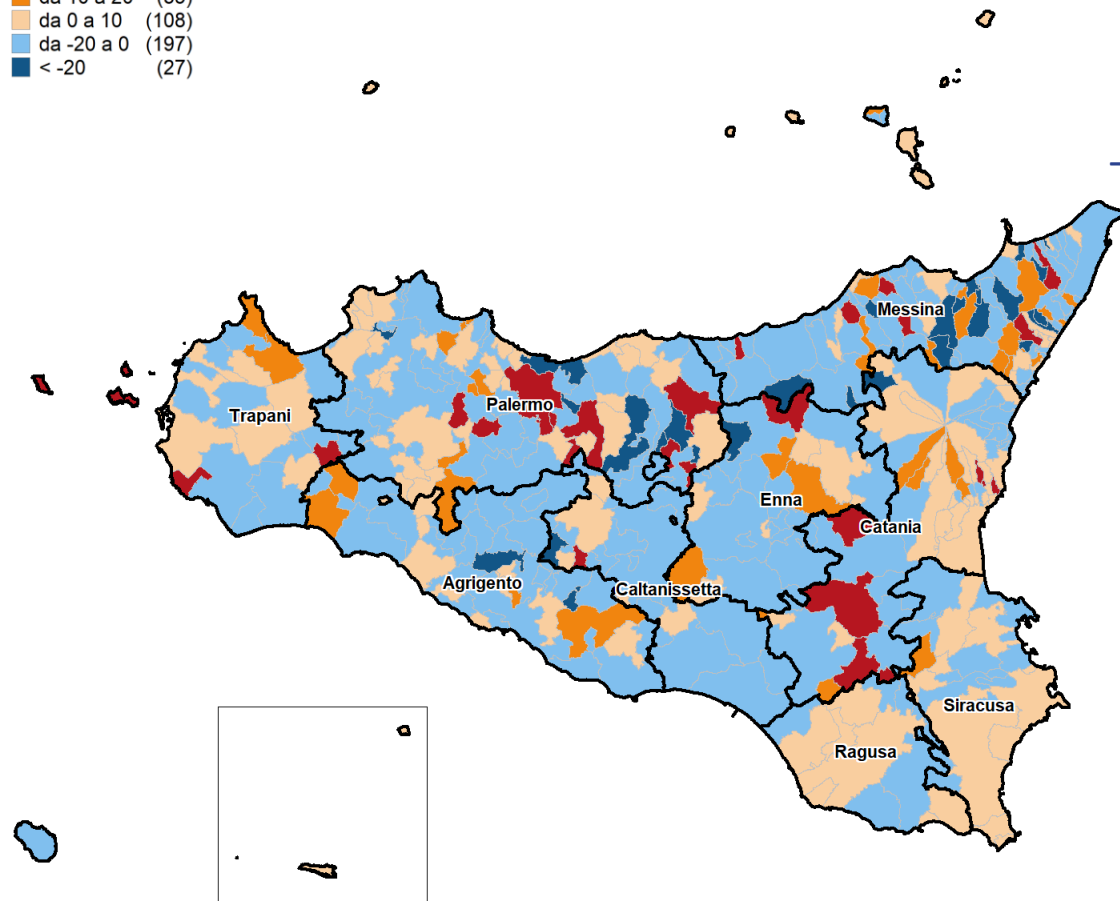 da 0 a 10 (108)
da -20 a 0 (197)
< -20 (27)
Messina
Palermo
Trapani
Enna
Catania
Agrigento
Caltanissetta
Siracusa
Ragusa